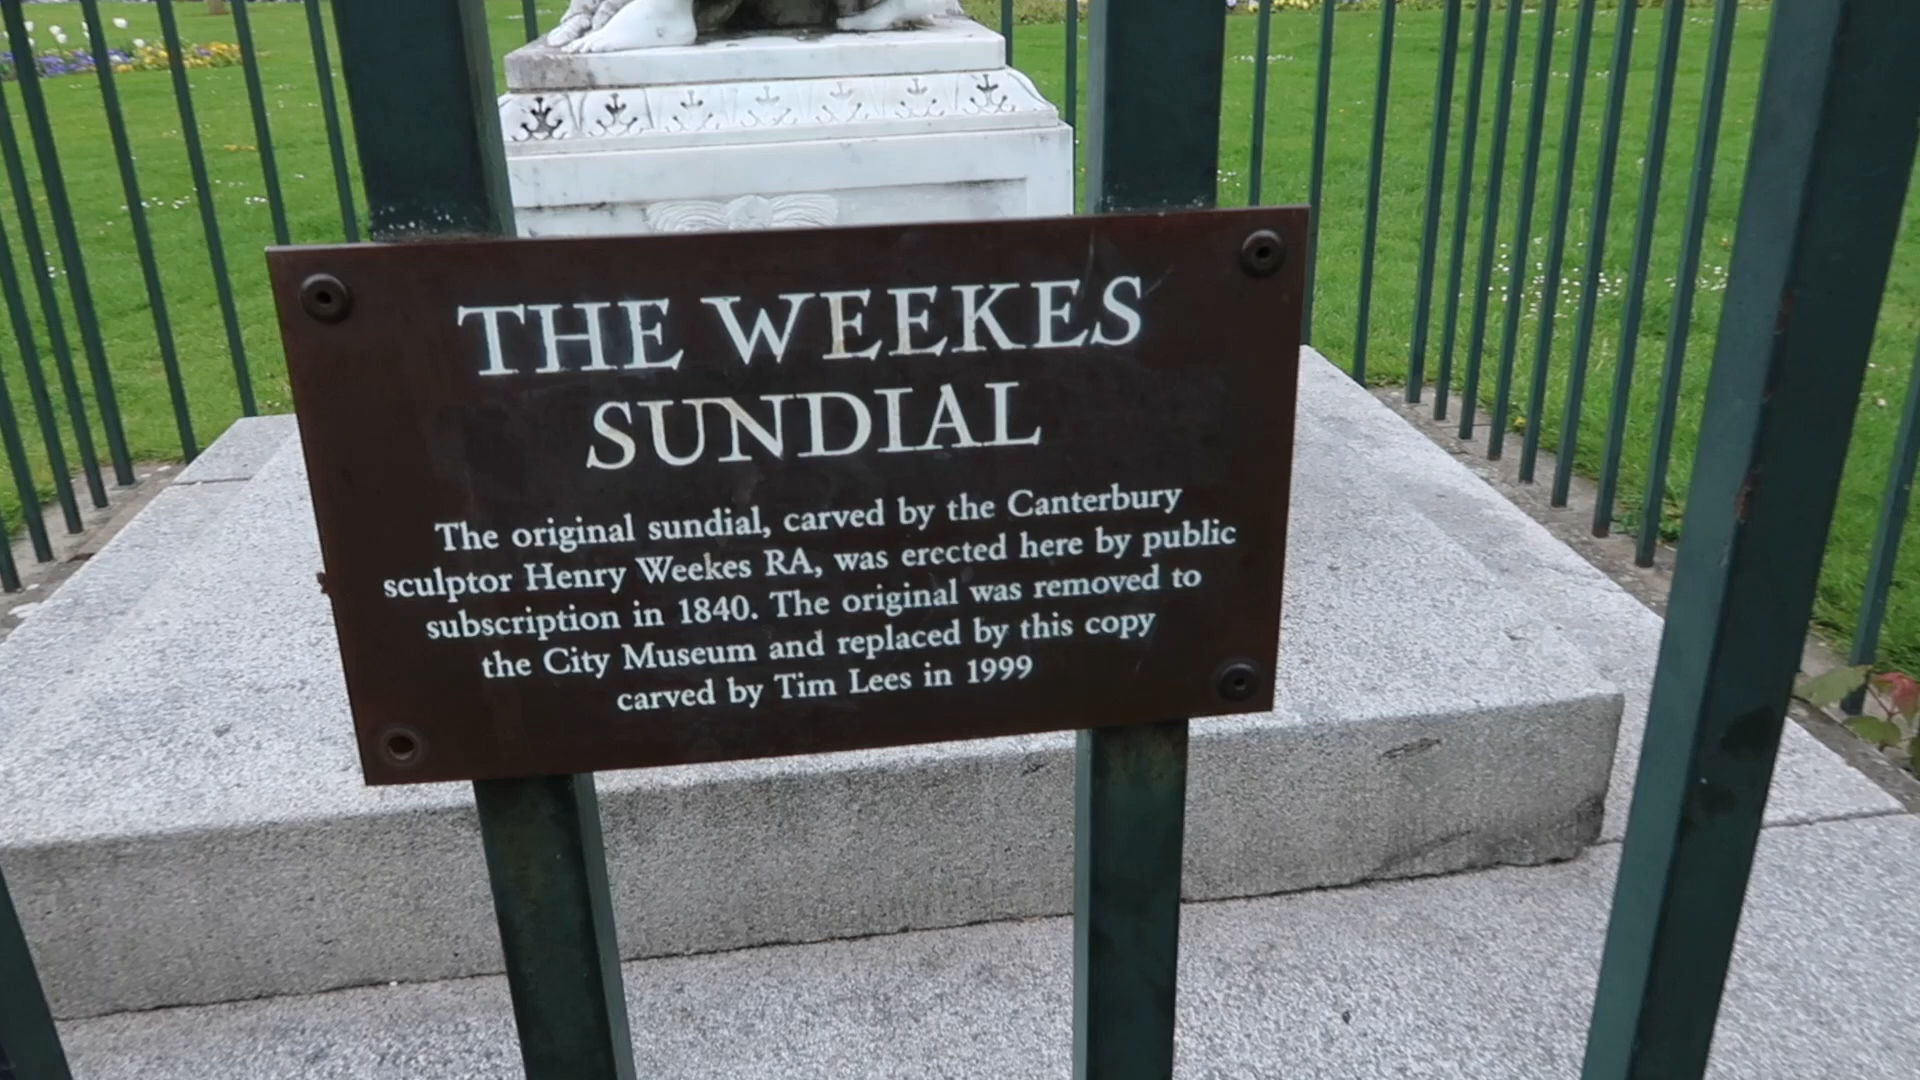 THE WEEKES
SUNDIAL
The original sundial, carved by the Canterbury
sculptor Henry Weekes RA, was erected here by public
subscription in 1840. The original was removed to
the City Museum and replaced by this copy
carved by Tim Lees in 1999